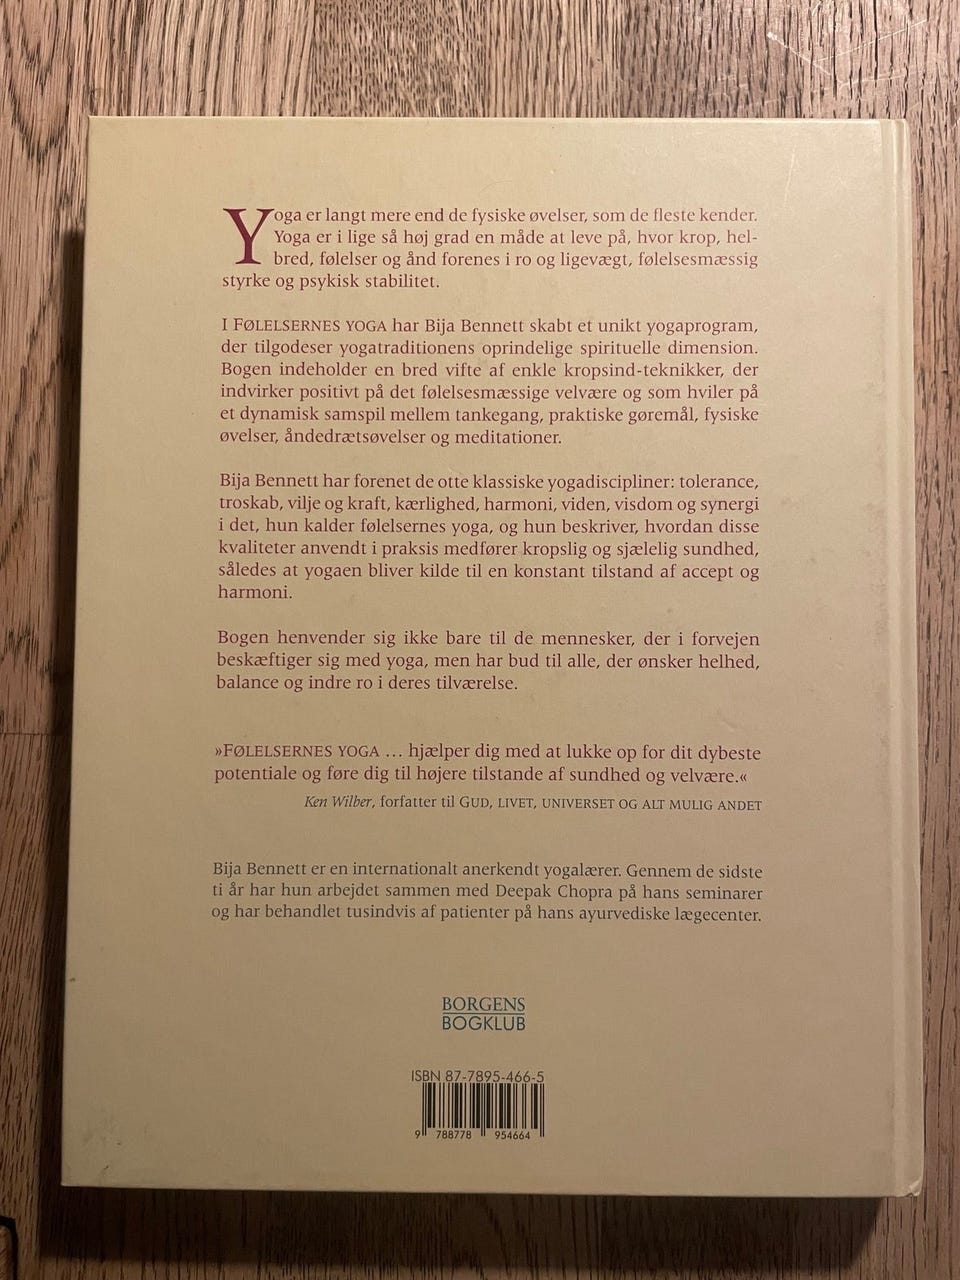 Yoga er langt mere end de fysiske øvelser, som de fleste kender.
Yoga er i lige så høj grad en måde at leve på, hvor krop, hel-
bred, følelser og ånd forenes i ro og ligevægt, følelsesmæssig
styrke og psykisk stabilitet.
I FØLELSERNES YOGA har Bija Bennett skabt et unikt yogaprogram,
der tilgodeser yogatraditionens oprindelige spirituelle dimension.
Bogen indeholder en bred vifte af enkle kropsind-teknikker, der
indvirker positivt på det følelsesmæssige velvære og som hviler på
et dynamisk samspil mellem tankegang, praktiske gøremål, fysiske
øvelser, åndedrætsøvelser og meditationer.
Bija Bennett har forenet de otte klassiske yogadiscipliner: tolerance,
troskab, vilje og kraft, kærlighed, harmoni, viden, visdom og synergi
i det, hun kalder følelsernes yoga, og hun beskriver, hvordan disse
kvaliteter anvendt i praksis medfører kropslig og sjælelig sundhed,
således at yogaen bliver kilde til en konstant tilstand af accept og
harmoni.
Bogen henvender sig ikke bare til de mennesker, der i forvejen
beskæftiger sig med yoga, men har bud til alle, der ønsker helhed,
balance og indre ro i deres tilværelse.
»FØLELSERNES YOGA ... hjælper dig med at lukke op for dit dybeste
potentiale og føre dig til højere tilstande af sundhed og velvære.«
Ken Wilber, forfatter til GUD, LIVET, UNIVERSET OG ALT MULIG ANDET
Bija Bennett er en internationalt anerkendt yogalærer. Gennem de sidste
ti år har hun arbejdet sammen med Deepak Chopra på hans seminarer
og har behandlet tusindvis af patienter på hans ayurvediske lægecenter.
BORGENS
BOGKLUB
ISBN 87-7895-466-5
9 788778 954664